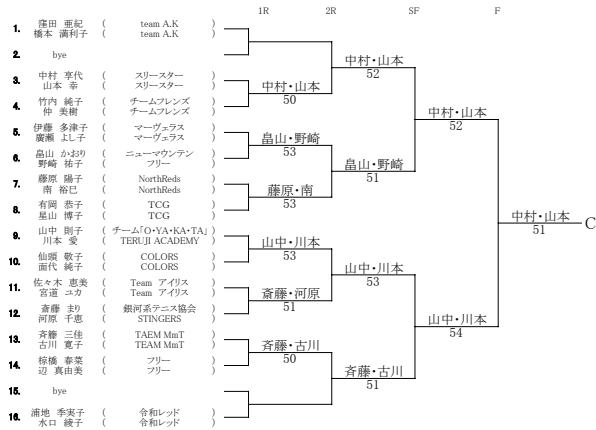 1R 2R SF F
1. 窪田 亜紀 ( team A.K )
橋本 満利子 ( team A.K )
2. bye
3. 中村 享代 ( スリースター )
山本 幸 ( スリースター )
4. 竹内 純子 ( チームフレンズ )
仲 美樹 ( チームフレンズ )
5. 伊藤 多津子 ( マーヴェラス )
廣瀬 よし子 ( マーヴェラス )
6. 畠山 かおり ( ニューマウンテン )
野崎 祐子 ( フリー )
7. 藤原 陽子 ( NorthReds )
南 裕巳 ( NorthReds )
8. 有岡 恭子 ( TCG )
星山 博子 ( TCG )
9. 山中 則子 ( チーム「O・YA・KA・TA」 )
川本 愛 ( TERUJI ACADEMY )
10. 仙頭 敬子 ( COLORS )
面代 純子 ( COLORS )
11. 佐々木 恵美 ( Team アイリス )
宮道 ユカ ( Team アイリス )
12. 斎藤 まり ( 銀河系テニス協会 )
河原 千恵 ( STINGERS )
13. 斉籐 三佳 ( TAEM MmT )
古川 寛子 ( TEAM MmT )
14. 椋橋 春菜 ( フリー )
辺 真由美 ( フリー )
15. bye
16. 浦地 季実子 ( 令和レッド )
水口 綾子 ( 令和レッド )
中村・山本
50
畠山・野崎
53
藤原・南
53
山中・川本
53
斎藤・河原
51
斉藤・古川
50
中村・山本
52
畠山・野崎
51
山中・川本
53
斉藤・古川
51
中村・山本
52
山中・川本
54
中村・山本
51
C